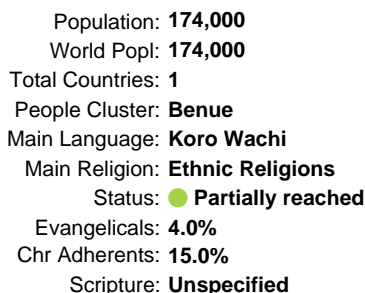 Population: 174,000
World Popl: 174,000
Total Countries: 1
People Cluster: Benue
Main Language: Koro Wachi
Main Religion: Ethnic Religions
Status: Partially reached
Evangelicals: 4.0%
Chr Adherents: 15.0%
Scripture: Unspecified